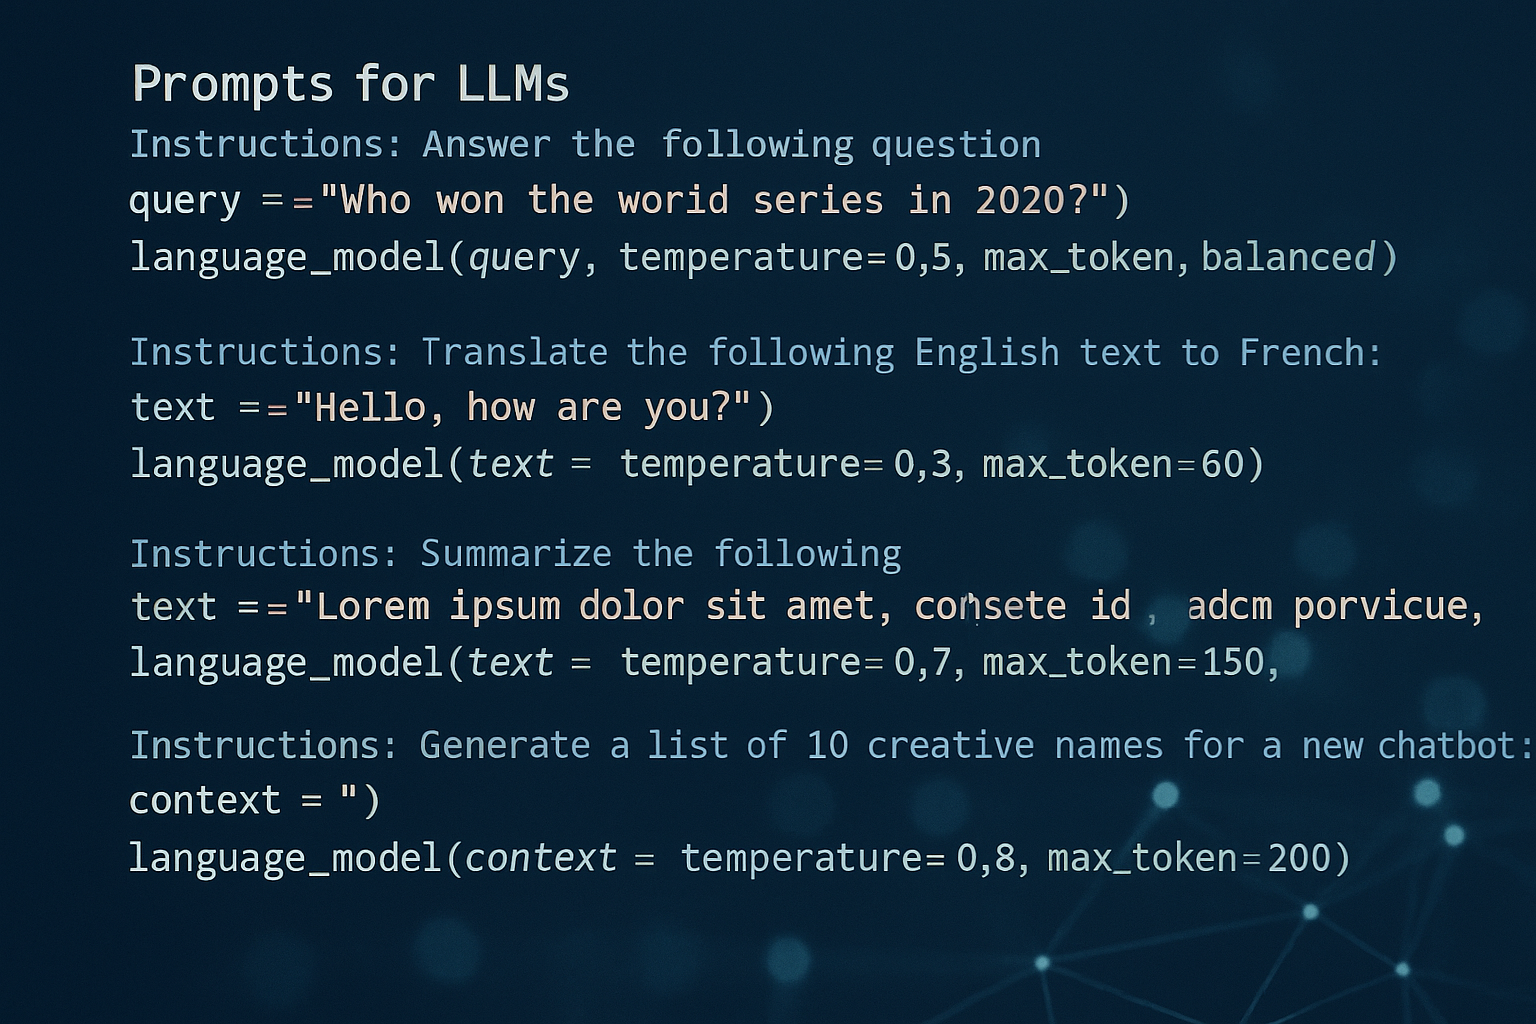 Prompts for LLMs
Instructions: Answer the following question
query =="Who won the worid series in 2020?")
language_model(query, temperature=0,5, max_token, balanced)
Instructions: Translate the following English text to French:
text =="Hello, how are you?")
language_model(text = temperature=0,3, max_token=60)
Instructions: Summarize the following
text =="Lorem ipsum dolor sit amet, consete id , adcm porvicue,
language_model(text = temperature=0,7, max_token=150,
Instructions: Generate a list of 10 creative names for a new chatbot:
context = ")
language_model(context = temperature=0,8, max_token=200)